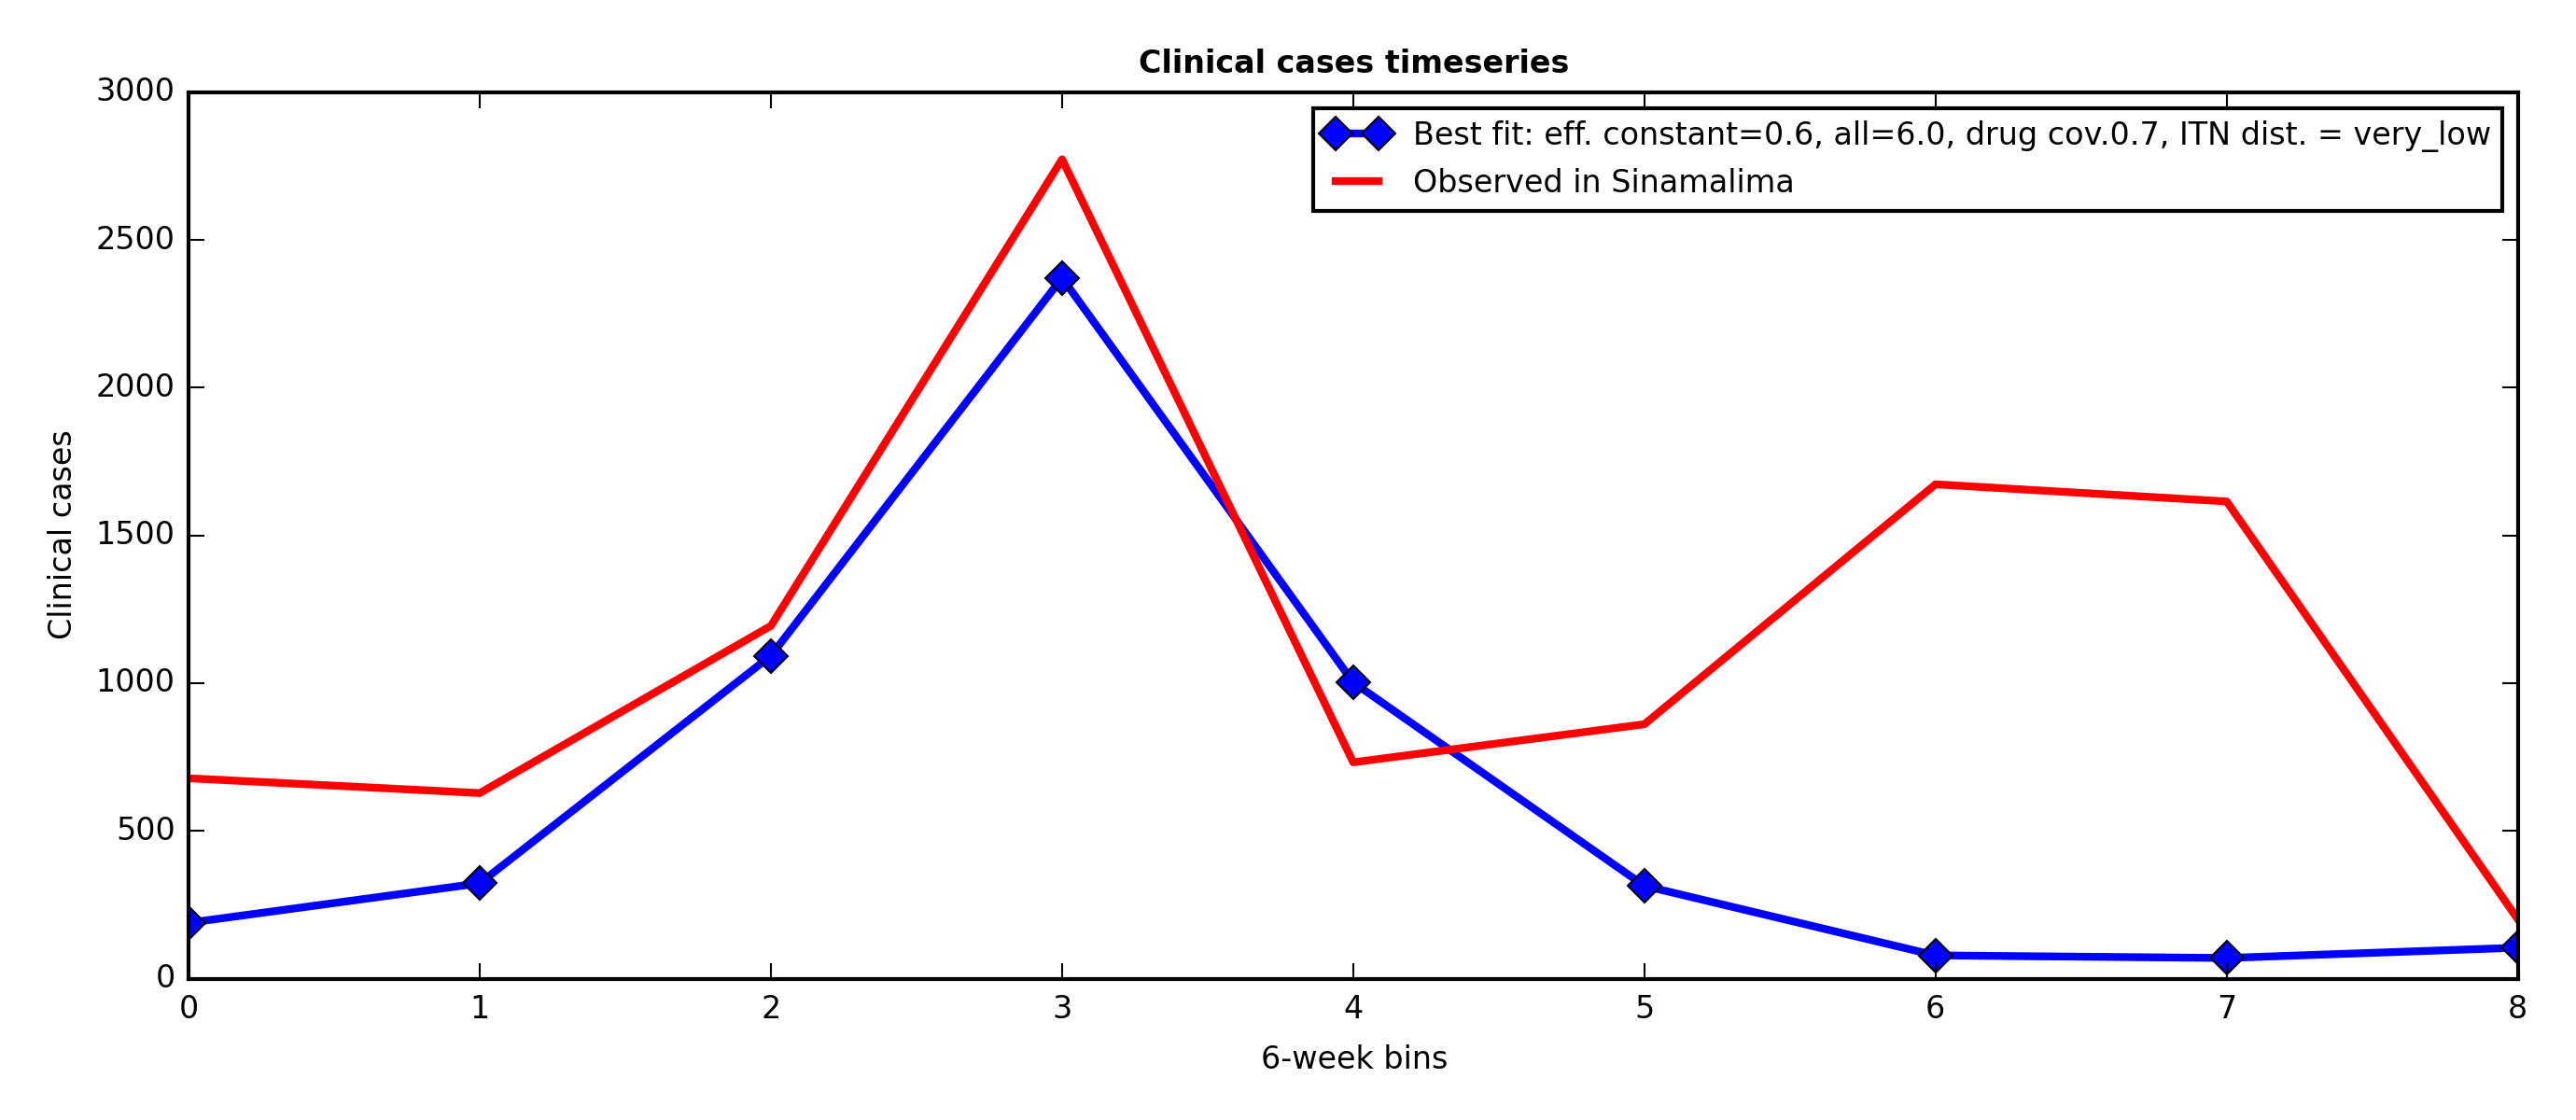 Clinical cases timeseries
3000
2500
2000
1500
1000
500
0
Clinical cases
Best fit: eff. constant=0.6, all=6.0, drug cov.0.7, ITN dist. = very_low
Observed in Sinamalima
0 1 2 3 4 5 6 7 8
6-week bins